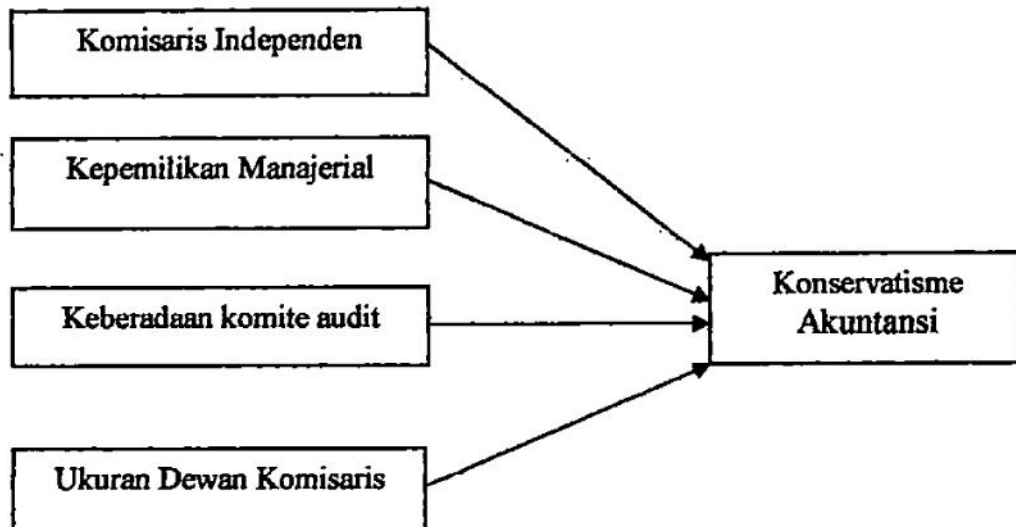 Komisaris Independen
Kepemilikan Manajerial
Keberadaan komite audit
Ukuran Dewan Komisaris
Konservatisme
Akuntansi